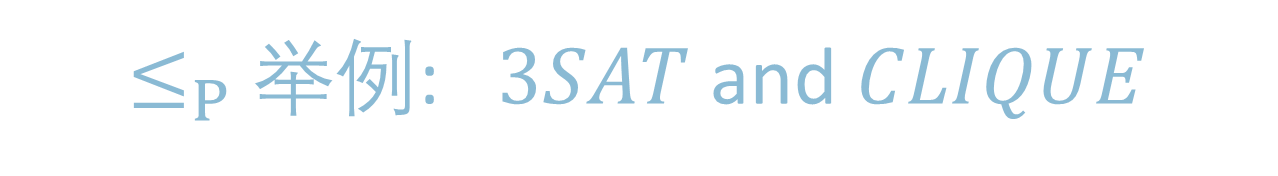 ≤P 举例: 3SAT and CLIQUE